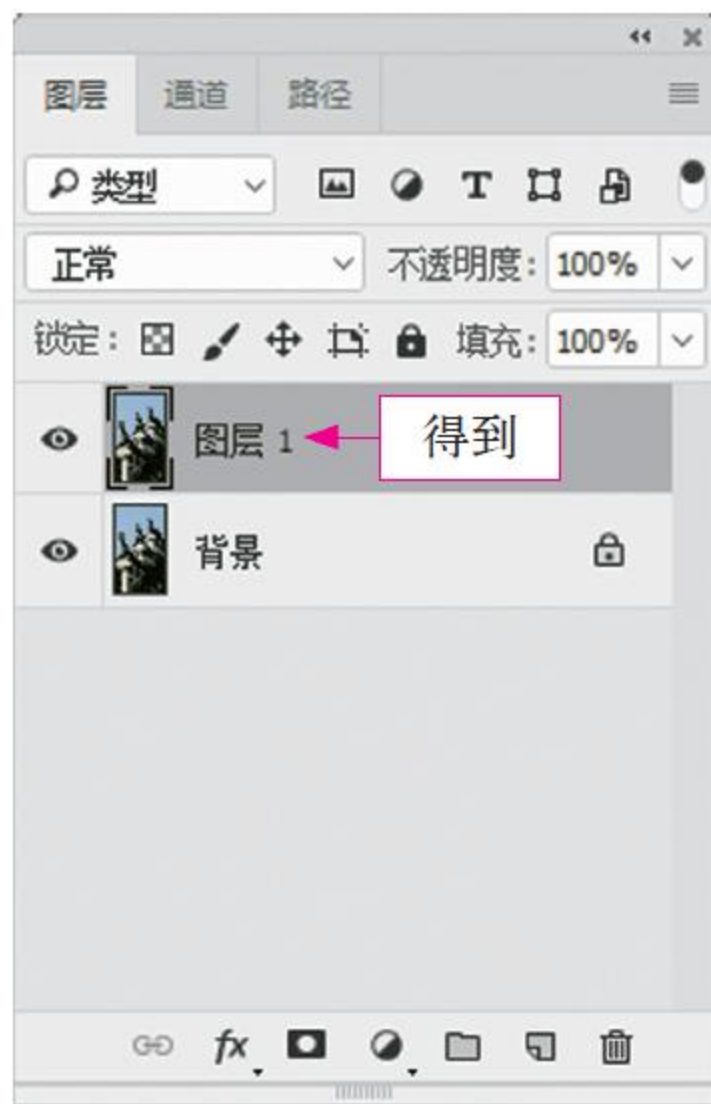 图层 通道 路径
类型
正常 不透明度: 100%
锁定: 填充: 100%
图层 1 得到
背景
fx